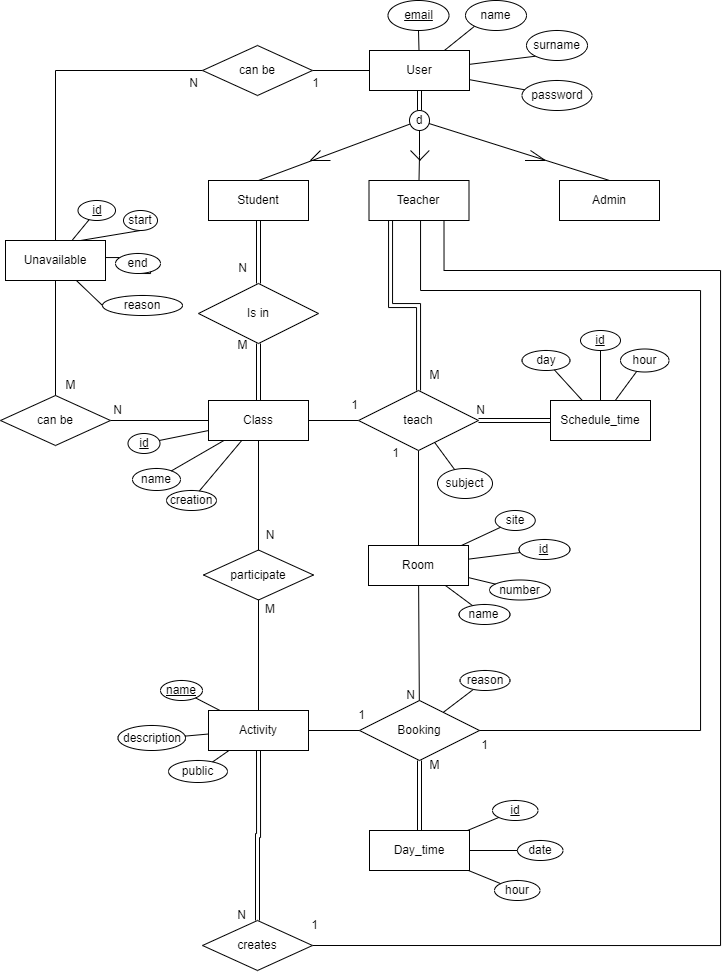 email
name
surname
can be
User
N
1
password
d
Student
Teacher
Admin
id
start
Unavailable
end
reason
N
Is in
M
id
day
hour
M
M
can be
N
Class
1
teach
N
Schedule_time
id
1
name
subject
creation
site
N
id
Room
participate
number
M
name
reason
name
N
1
description
Activity
Booking
1
public
M
id
Day_time
date
hour
N
1
creates